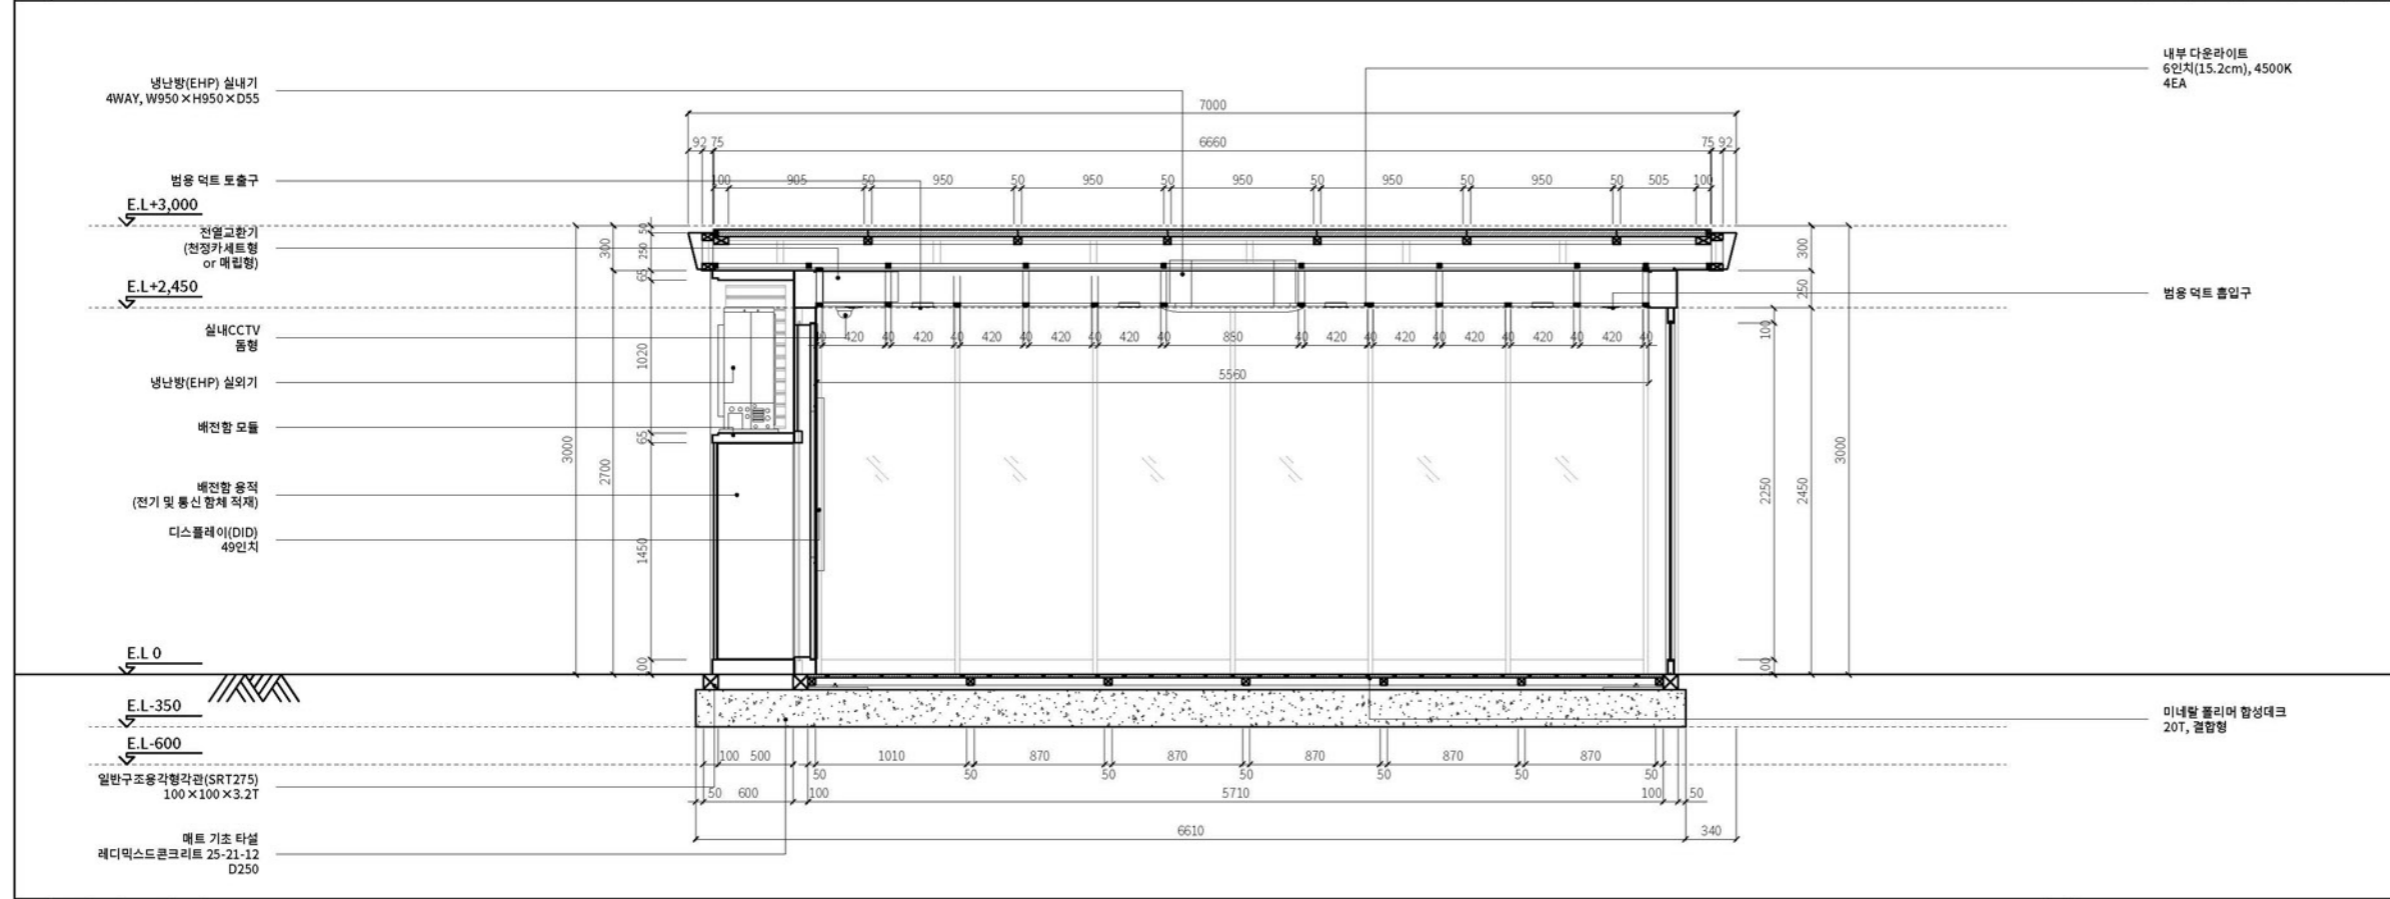 냉난방(EHP) 실내기
4WAY, W950×H950×D55
범용 덕트 토출구
E.L+3,000
전열교환기
(천정카세트형
or 매립형)
E.L+2,450
실내CCTV
돔형
냉난방(EHP) 실외기
배전함 모듈
배전함 용적
(전기 및 통신 함체 적재)
디스플레이(DID)
49인치
E.L 0
E.L-350
E.L-600
일반구조용각형각관(SRT275)
100×100×3.2T
매트 기초 타설
레디믹스드콘크리트 25-21-12
D250
내부 다운라이트
6인치(15.2cm), 4500K
4EA
범용 덕트 흡입구
미네랄 폴리머 합성데크
20T, 결합형
7000
92 75 6660 75 92
100 905 50 950 50 950 50 950 50 950 50 950 50 505 100
3000
300 2700
50 250 65 1020 65 1450 100
40 420 40 420 40 420 40 420 40 420 40 850 40 420 40 420 40 420 40 420 40 420 40
5560
100 2250 100
300 250 2450
3000
100 500 1010 870 870 870 870 870
50 50 50 50 50 50 50
50 600 100 5710 100 50
6610 340